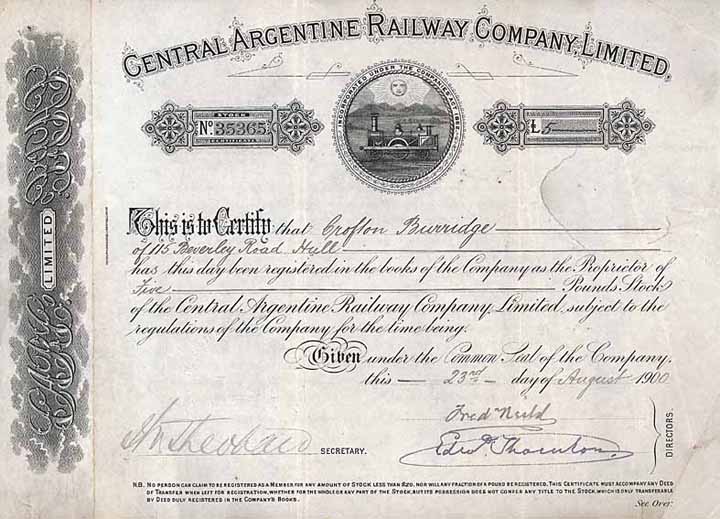 CENTRAL ARGENTINE RAILWAY COMPANY, LIMITED.
INCORPORATED UNDER THE COMPANIES ACT 1862
STOCK
No. 35365
CERTIFICATE
£ 5
LIMITED
This is to Certify that Crofton Burridge
of 115 Beverley Road Hull
has this day been registered in the books of the Company as the Proprietor of
Five Pounds Stock
of the Central Argentine Railway Company, Limited, subject to the
regulations of the Company for the time being.
Given under the Common Seal of the Company,
this 23rd day of August 1900
Fred
SECRETARY.
Edwd. Thornton
DIRECTORS.
N.B. NO PERSON CAN CLAIM TO BE REGISTERED AS A MEMBER FOR ANY AMOUNT OF STOCK LESS THAN £20, NOR WILL ANY FRACTION OF A POUND BE REGISTERED. THIS CERTIFICATE MUST ACCOMPANY ANY DEED
OF TRANSFER WHEN LEFT FOR REGISTRATION, WHETHER FOR THE WHOLE OR ANY PART OF THE STOCK, BUT ITS POSSESSION DOES NOT CONFER ANY TITLE TO THE STOCK, WHICH IS ONLY TRANSFERABLE
BY DEED DULY REGISTERED IN THE COMPANY'S BOOKS.
See Over.